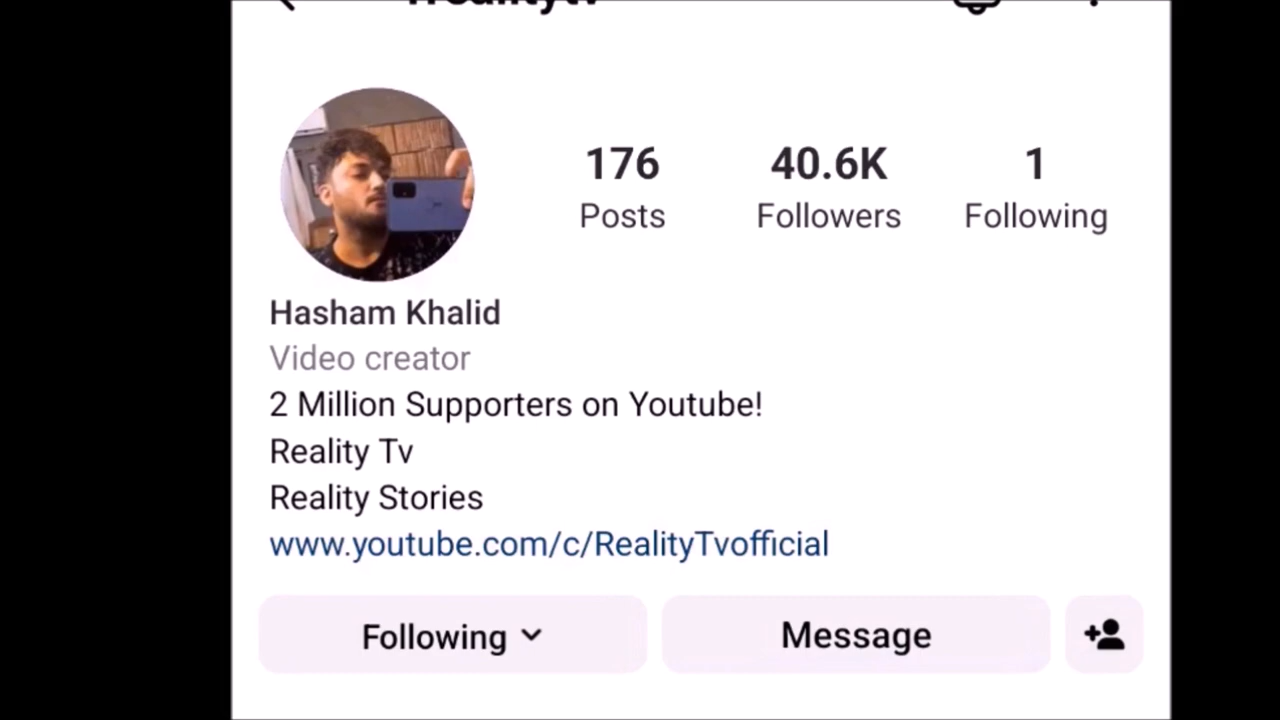 176 40.6K 1
Posts Followers Following
Hasham Khalid
Video creator
2 Million Supporters on Youtube!
Reality Tv
Reality Stories
www.youtube.com/c/RealityTvofficial
Following Message